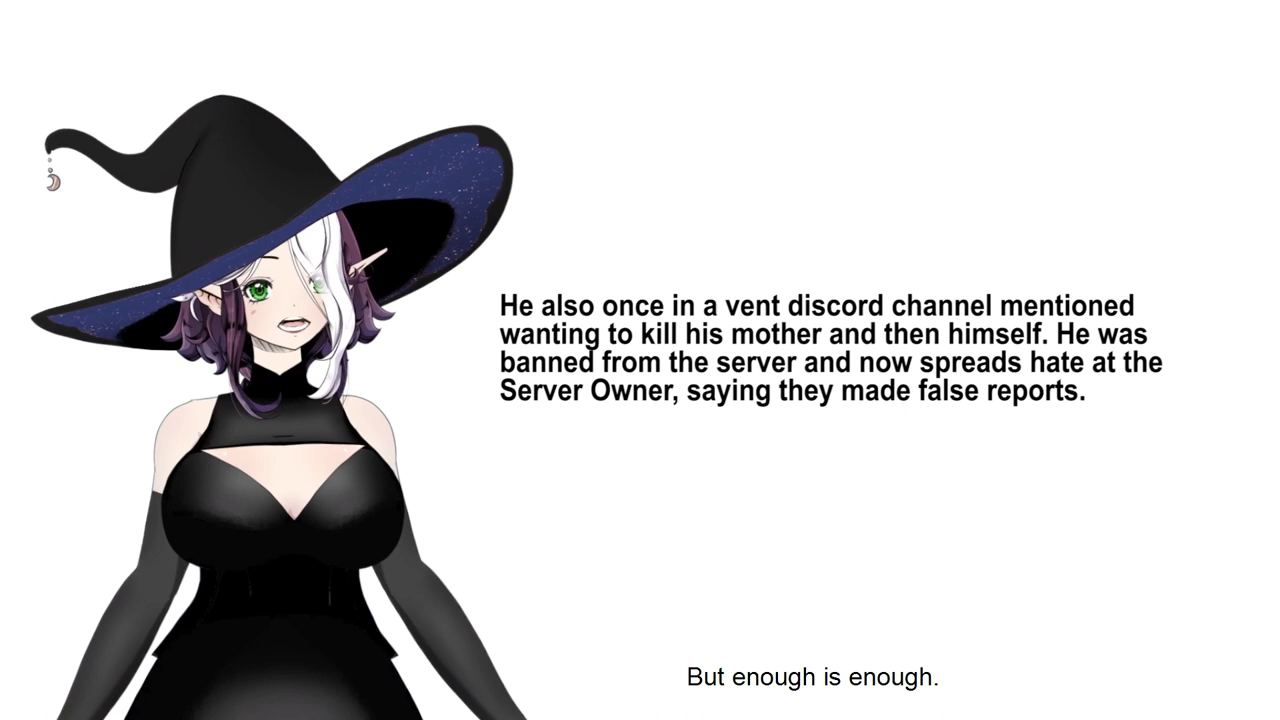 He also once in a vent discord channel mentioned
wanting to kill his mother and then himself. He was
banned from the server and now spreads hate at the
Server Owner, saying they made false reports.
But enough is enough.